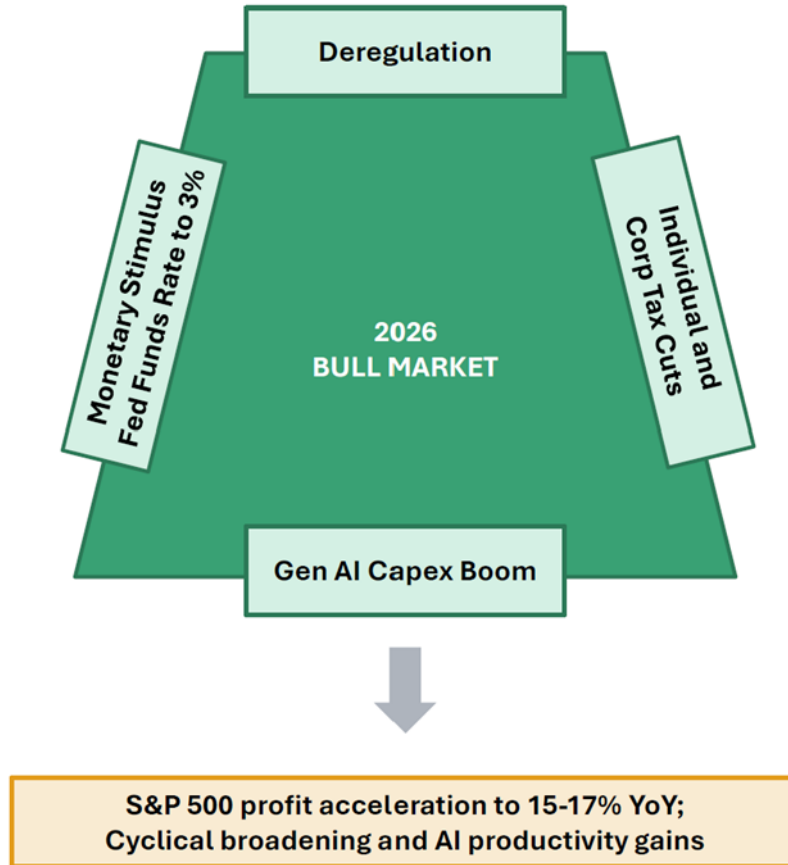 Deregulation
Monetary Stimulus
Fed Funds Rate to 3%
Individual and
Corp Tax Cuts
2026
BULL MARKET
Gen AI Capex Boom
S&P 500 profit acceleration to 15-17% YoY;
Cyclical broadening and AI productivity gains